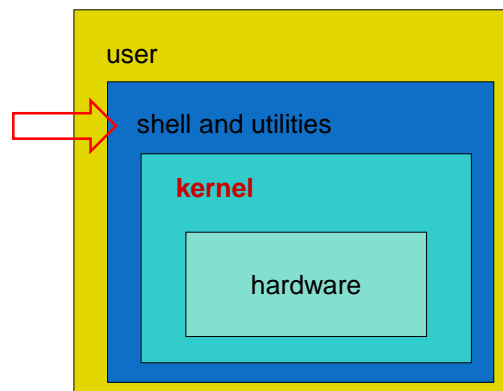 user
shell and utilities
kernel
hardware